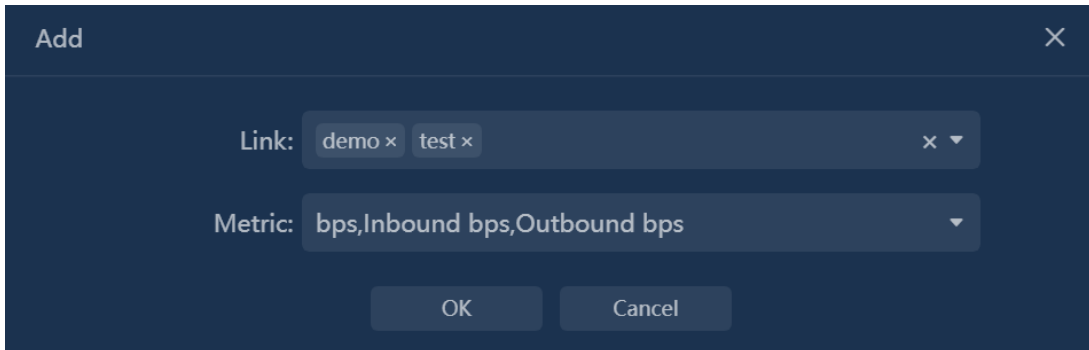 Add
Link: demo × test ×
Metric: bps,Inbound bps,Outbound bps
OK Cancel